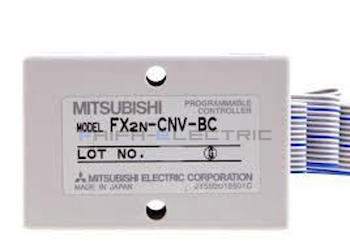 MITSUBISHI PROGRAMMABLE CONTROLLER
MODEL FX2N-CNV-BC
LOT NO.
MITSUBISHI ELECTRIC CORPORATION
MADE IN JAPAN